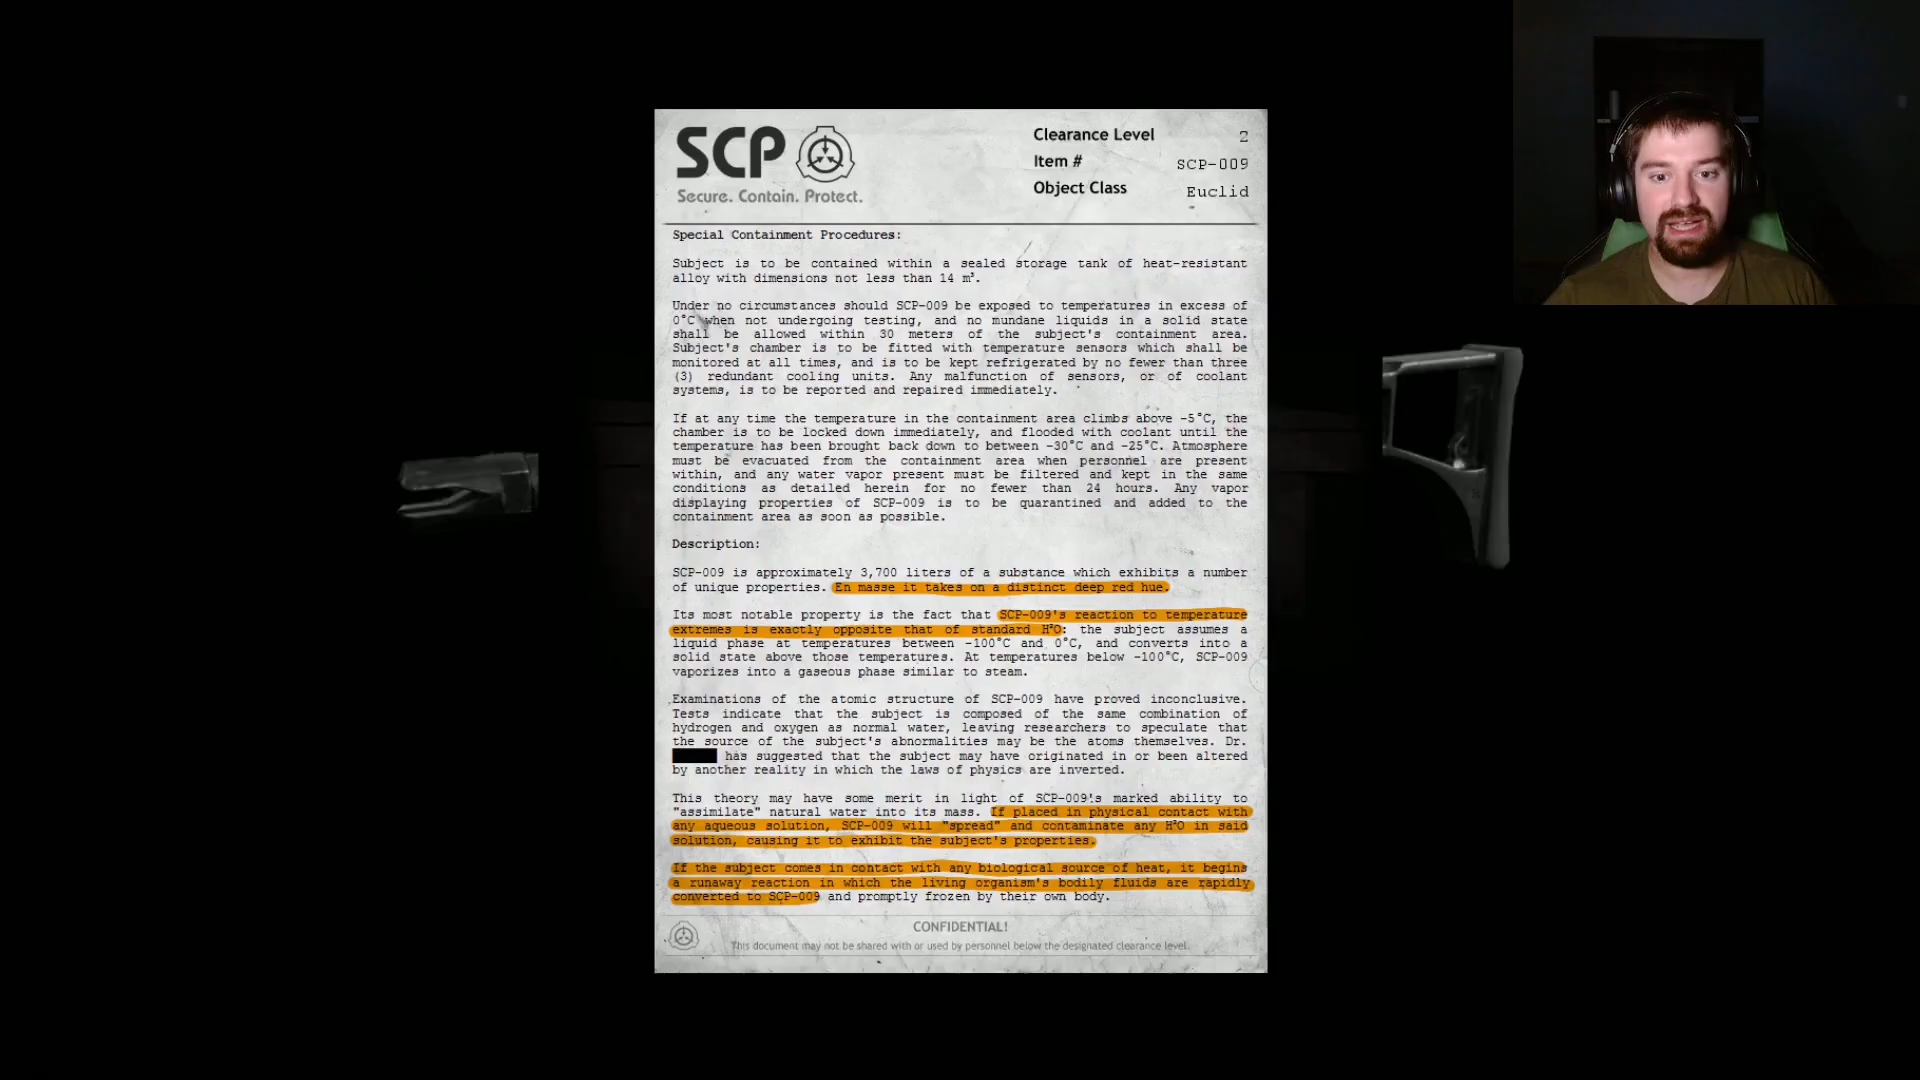 SCP
Secure. Contain. Protect.
Clearance Level 2
Item # SCP-009
Object Class Euclid
Special Containment Procedures:
Subject is to be contained within a sealed storage tank of heat-resistant
alloy with dimensions not less than 14 m³.
Under no circumstances should SCP-009 be exposed to temperatures in excess of
0°C when not undergoing testing, and no mundane liquids in a solid state
shall be allowed within 30 meters of the subject's containment area.
Subject's chamber is to be fitted with temperature sensors which shall be
monitored at all times, and is to be kept refrigerated by no fewer than three
(3) redundant cooling units. Any malfunction of sensors, or of coolant
systems, is to be reported and repaired immediately.
If at any time the temperature in the containment area climbs above -5°C, the
chamber is to be locked down immediately, and flooded with coolant until the
temperature has been brought back down to between -30°C and -25°C. Atmosphere
must be evacuated from the containment area when personnel are present
within, and any water vapor present must be filtered and kept in the same
conditions as detailed herein for no fewer than 24 hours. Any vapor
displaying properties of SCP-009 is to be quarantined and added to the
containment area as soon as possible.
Description:
SCP-009 is approximately 3,700 liters of a substance which exhibits a number
of unique properties. En masse it takes on a distinct deep red hue.
Its most notable property is the fact that SCP-009's reaction to temperature
extremes is exactly opposite that of standard H²O: the subject assumes a
liquid phase at temperatures between -100°C and 0°C, and converts into a
solid state above those temperatures. At temperatures below -100°C, SCP-009
vaporizes into a gaseous phase similar to steam.
Examinations of the atomic structure of SCP-009 have proved inconclusive.
Tests indicate that the subject is composed of the same combination of
hydrogen and oxygen as normal water, leaving researchers to speculate that
the source of the subject's abnormalities may be the atoms themselves. Dr.
has suggested that the subject may have originated in or been altered
by another reality in which the laws of physics are inverted.
This theory may have some merit in light of SCP-009's marked ability to
"assimilate" natural water into its mass. If placed in physical contact with
any aqueous solution, SCP-009 will "spread" and contaminate any H²O in said
solution, causing it to exhibit the subject's properties.
If the subject comes in contact with any biological source of heat, it begins
a runaway reaction in which the living organism's bodily fluids are rapidly
converted to SCP-009 and promptly frozen by their own body.
CONFIDENTIAL!
This document may not be shared with or used by personnel below the designated clearance level.